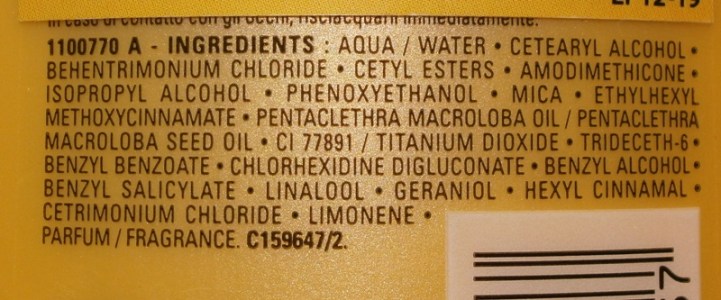 in caso di contatto con gli occhi, risciacquarli immediatamente.
1100770 A - INGREDIENTS : AQUA / WATER • CETEARYL ALCOHOL •
BEHENTRIMONIUM CHLORIDE • CETYL ESTERS • AMODIMETHICONE •
ISOPROPYL ALCOHOL • PHENOXYETHANOL • MICA • ETHYLHEXYL
METHOXYCINNAMATE • PENTACLETHRA MACROLOBA OIL / PENTACLETHRA
MACROLOBA SEED OIL • CI 77891 / TITANIUM DIOXIDE • TRIDECETH-6 •
BENZYL BENZOATE • CHLORHEXIDINE DIGLUCONATE • BENZYL ALCOHOL •
BENZYL SALICYLATE • LINALOOL • GERANIOL • HEXYL CINNAMAL •
CETRIMONIUM CHLORIDE • LIMONENE •
PARFUM / FRAGRANCE. C159647/2.